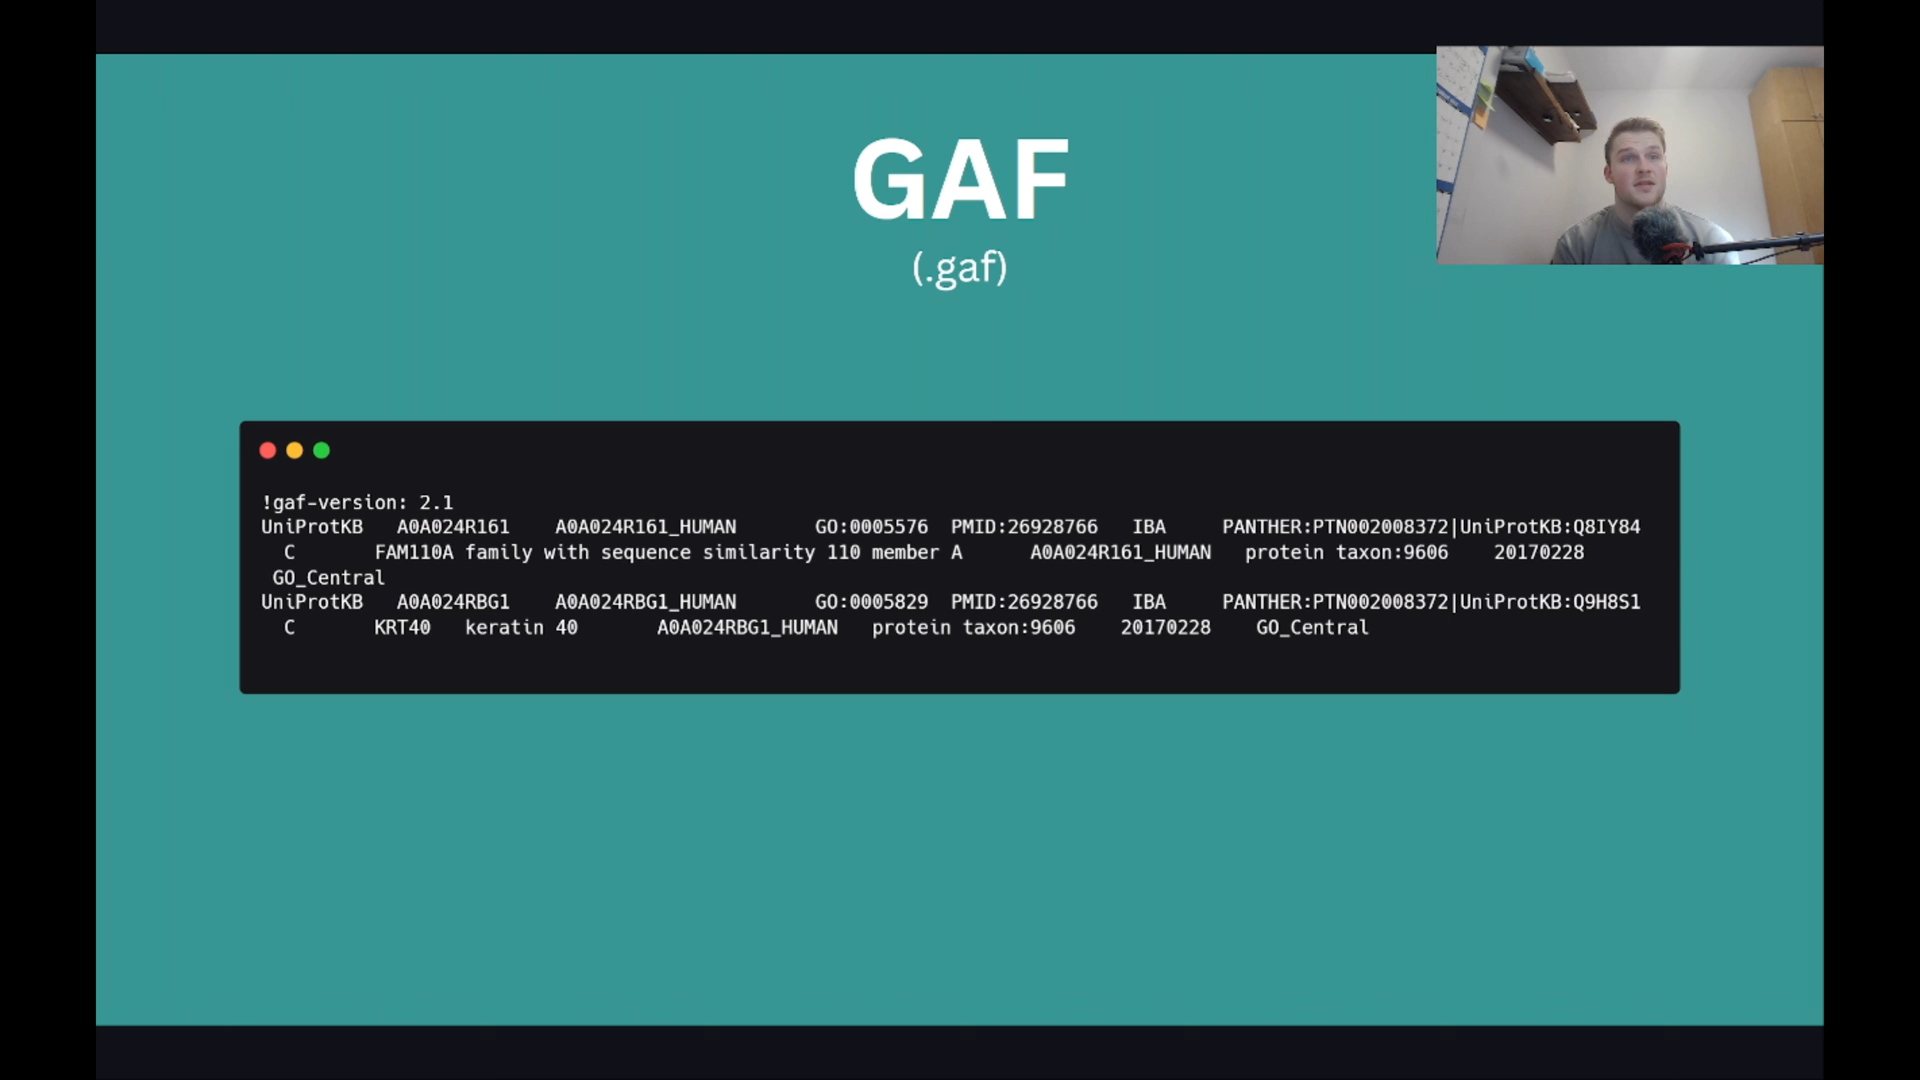 GAF
(.gaf)
!gaf-version: 2.1
UniProtKB A0A024R161 A0A024R161_HUMAN GO:0005576 PMID:26928766 IBA PANTHER:PTN002008372|UniProtKB:Q8IY84
C FAM110A family with sequence similarity 110 member A A0A024R161_HUMAN protein taxon:9606 20170228
GO_Central
UniProtKB A0A024RBG1 A0A024RBG1_HUMAN GO:0005829 PMID:26928766 IBA PANTHER:PTN002008372|UniProtKB:Q9H8S1
C KRT40 keratin 40 A0A024RBG1_HUMAN protein taxon:9606 20170228 GO_Central